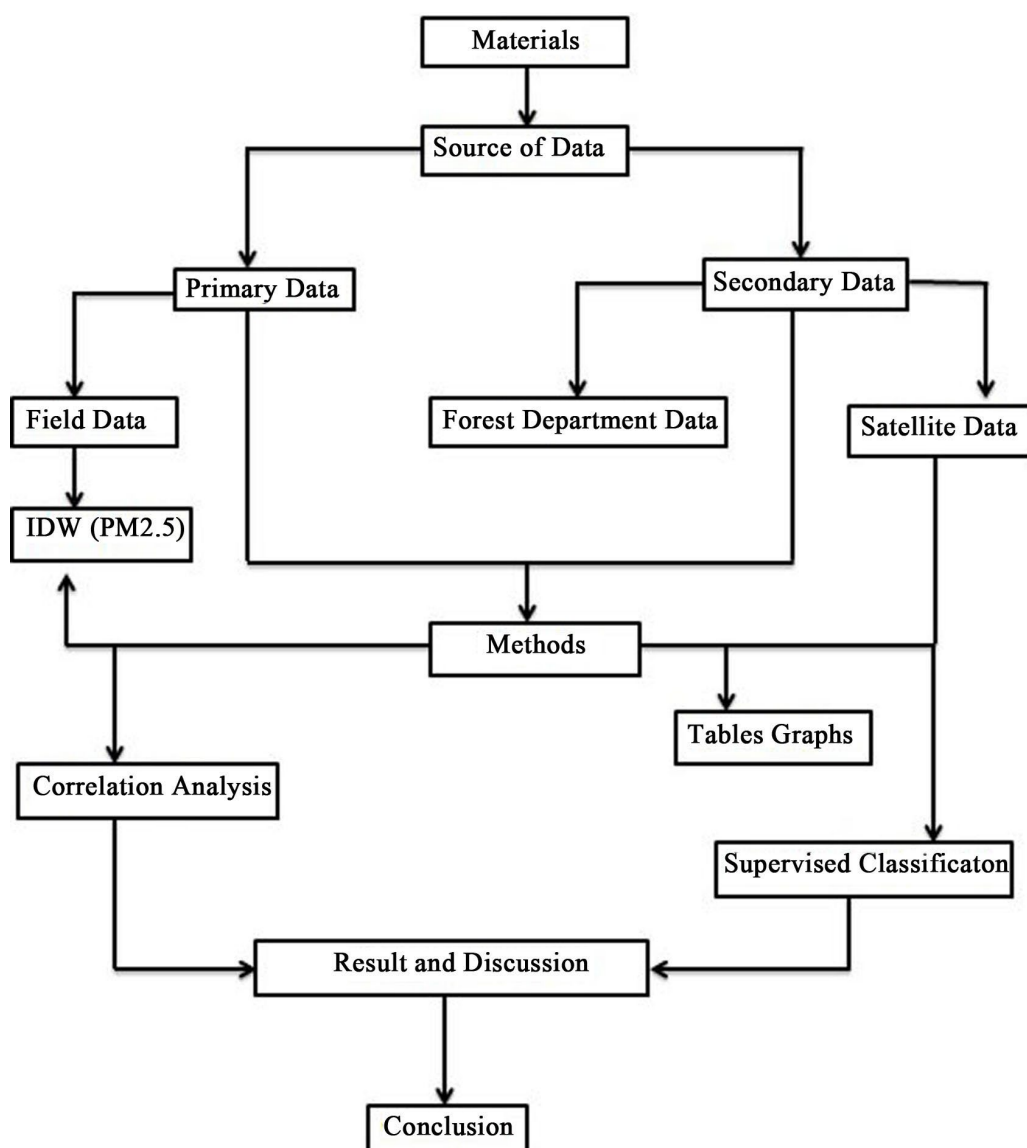 Materials
Source of Data
Primary Data
Secondary Data
Field Data
Forest Department Data
Satellite Data
IDW (PM2.5)
Methods
Tables Graphs
Correlation Analysis
Supervised Classificaton
Result and Discussion
Conclusion